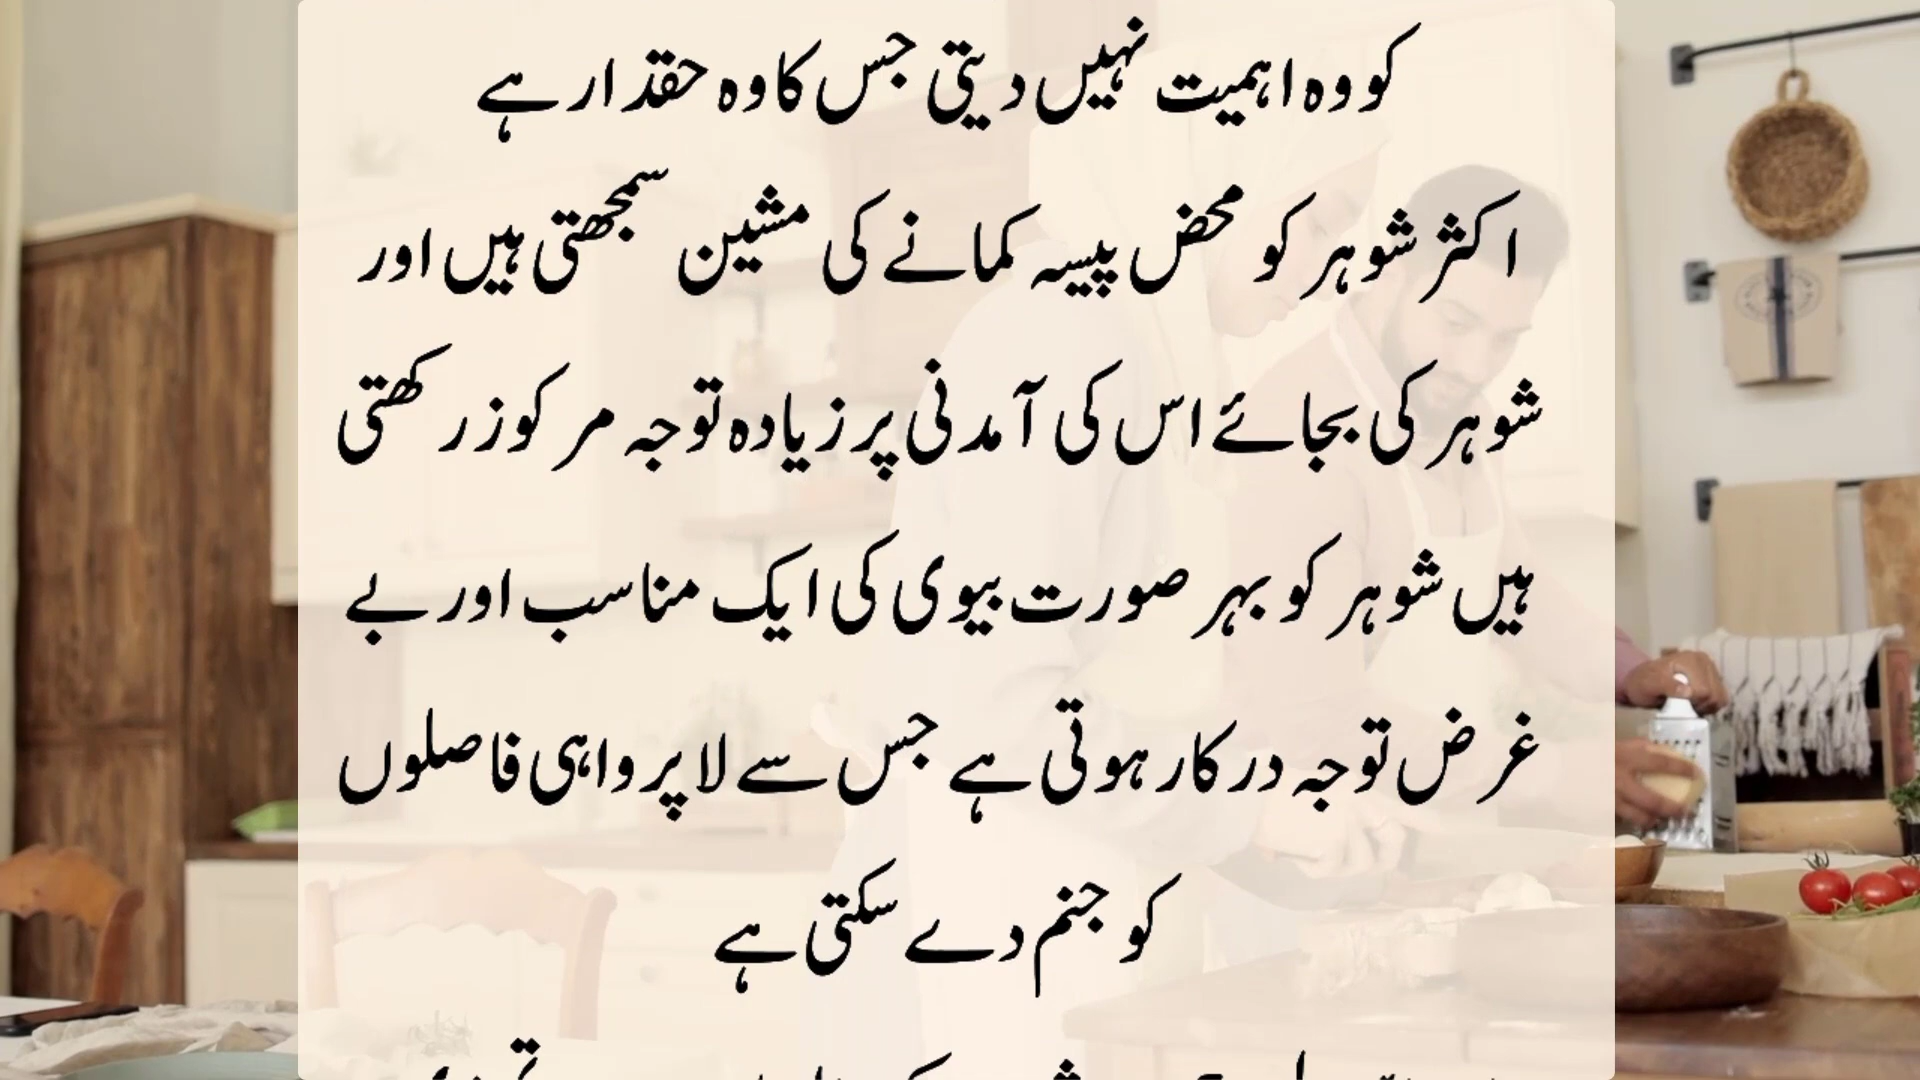 کو وہ اہمیت نہیں دیتی جس کا وہ حقدار ہے
اکثر شوہر کو محض پیسہ کمانے کی مشین سمجھتی ہیں اور
شوہر کی بجائے اس کی آمدنی پر زیادہ توجہ مرکوز رکھتی
ہیں شوہر کو بہر صورت بیوی کی ایک مناسب اور بے
غرض توجہ درکار ہوتی ہے جس سے لاپرواہی فاصلوں
کو جنم دے سکتی ہے